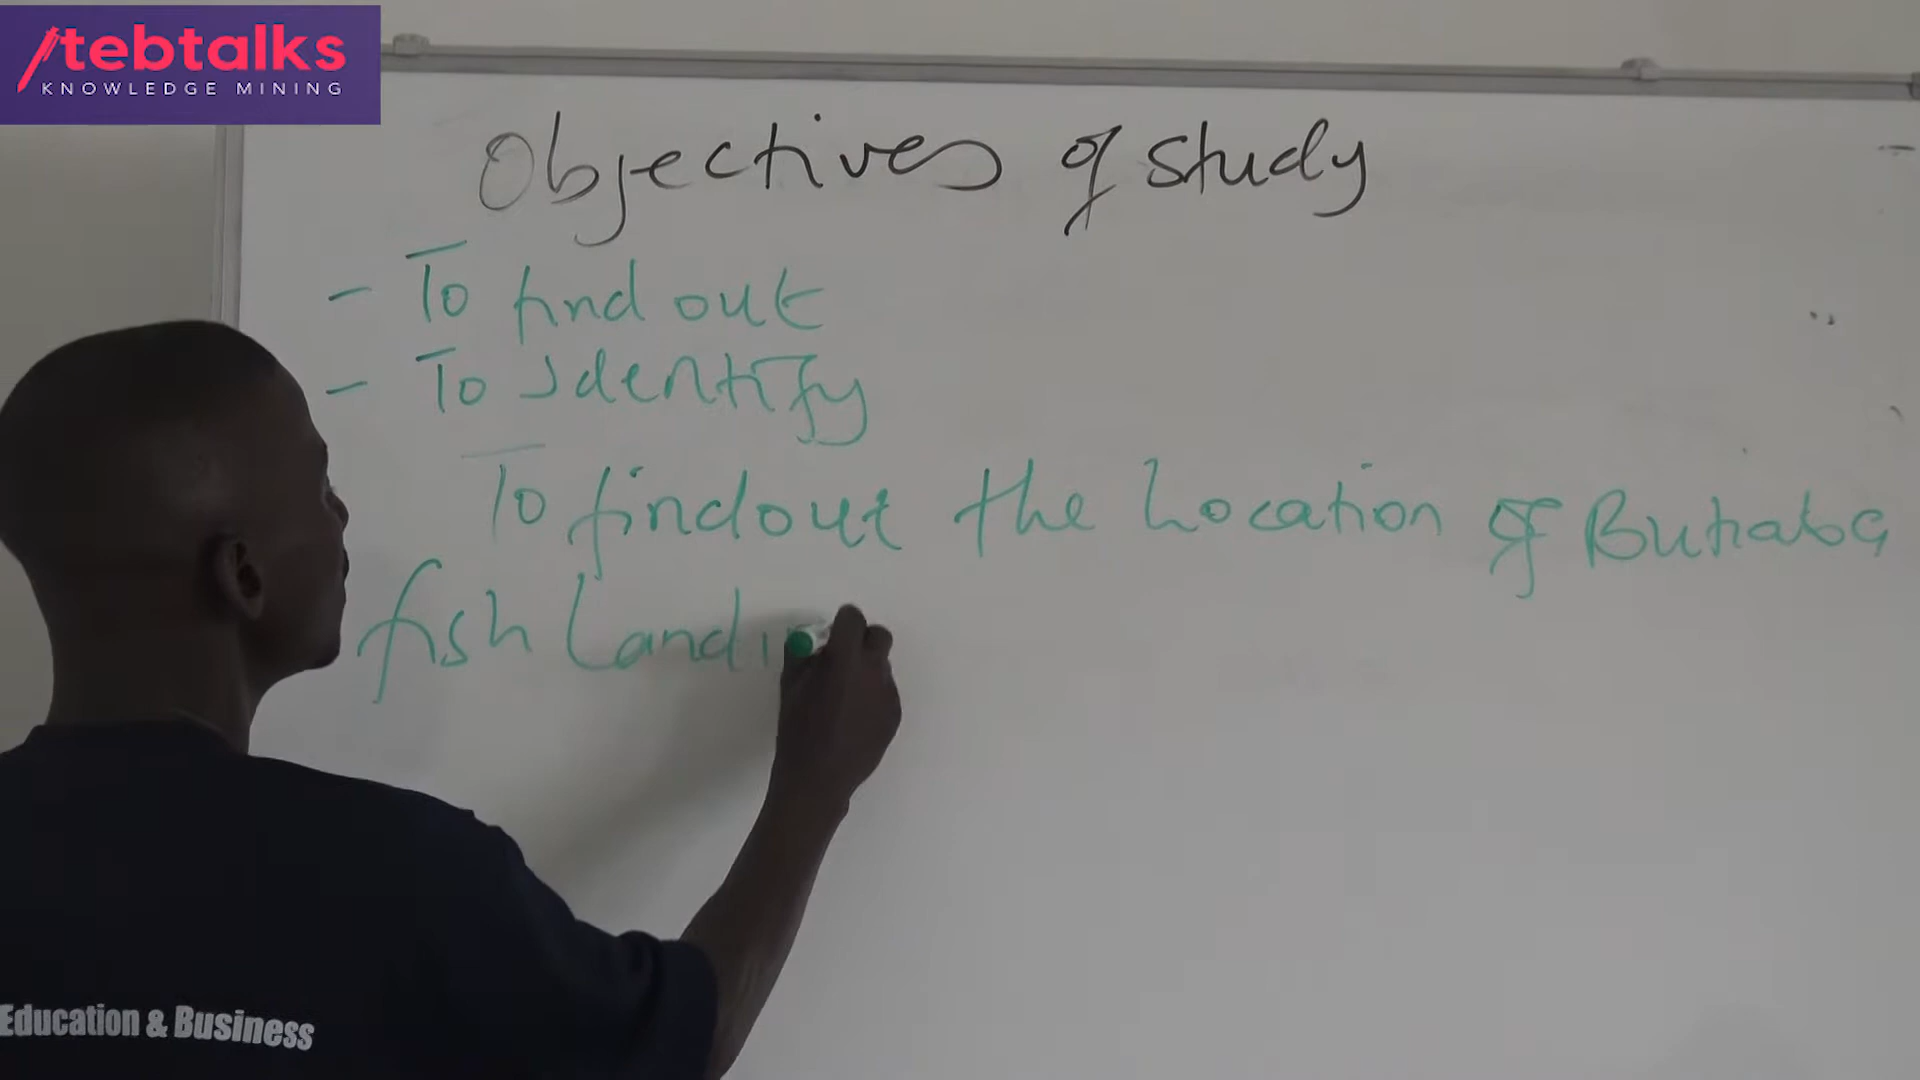 tebtalks
KNOWLEDGE MINING
Objectives of study
- To find out
- To Identify
To findout the Location of Butiaba
fish Landi
Education & Business